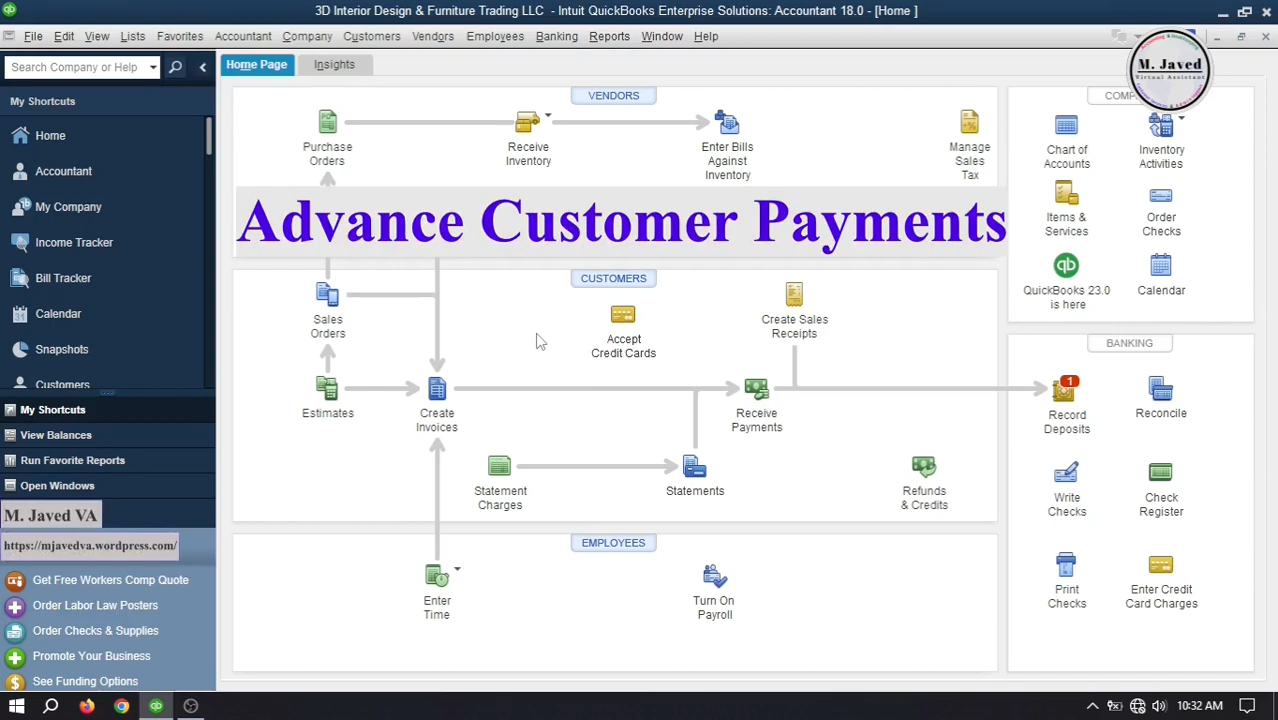 3D Interior Design & Furniture Trading LLC - Intuit QuickBooks Enterprise Solutions: Accountant 18.0 - [Home ]
File Edit View Lists Favorites Accountant Company Customers Vendors Employees Banking Reports Window Help
Search Company or Help
My Shortcuts
Home
Accountant
My Company
Income Tracker
Bill Tracker
Calendar
Snapshots
Customers
My Shortcuts
View Balances
Run Favorite Reports
Open Windows
M. Javed VA
https://mjavedva.wordpress.com/
Get Free Workers Comp Quote
Order Labor Law Posters
Order Checks & Supplies
Promote Your Business
See Funding Options
Home Page Insights
VENDORS
Purchase
Orders
Receive
Inventory
Enter Bills
Against
Inventory
Manage
Sales
Tax
Advance Customer Payments
CUSTOMERS
Sales
Orders
Accept
Credit Cards
Create Sales
Receipts
Estimates
Create
Invoices
Receive
Payments
Statement
Charges
Statements
Refunds
& Credits
EMPLOYEES
Enter
Time
Turn On
Payroll
M. Javed
Virtual Assistant
Chart of
Accounts
Inventory
Activities
Items &
Services
Order
Checks
QuickBooks 23.0
is here
Calendar
BANKING
1
Record
Deposits
Reconcile
Write
Checks
Check
Register
Print
Checks
Enter Credit
Card Charges
10:32 AM